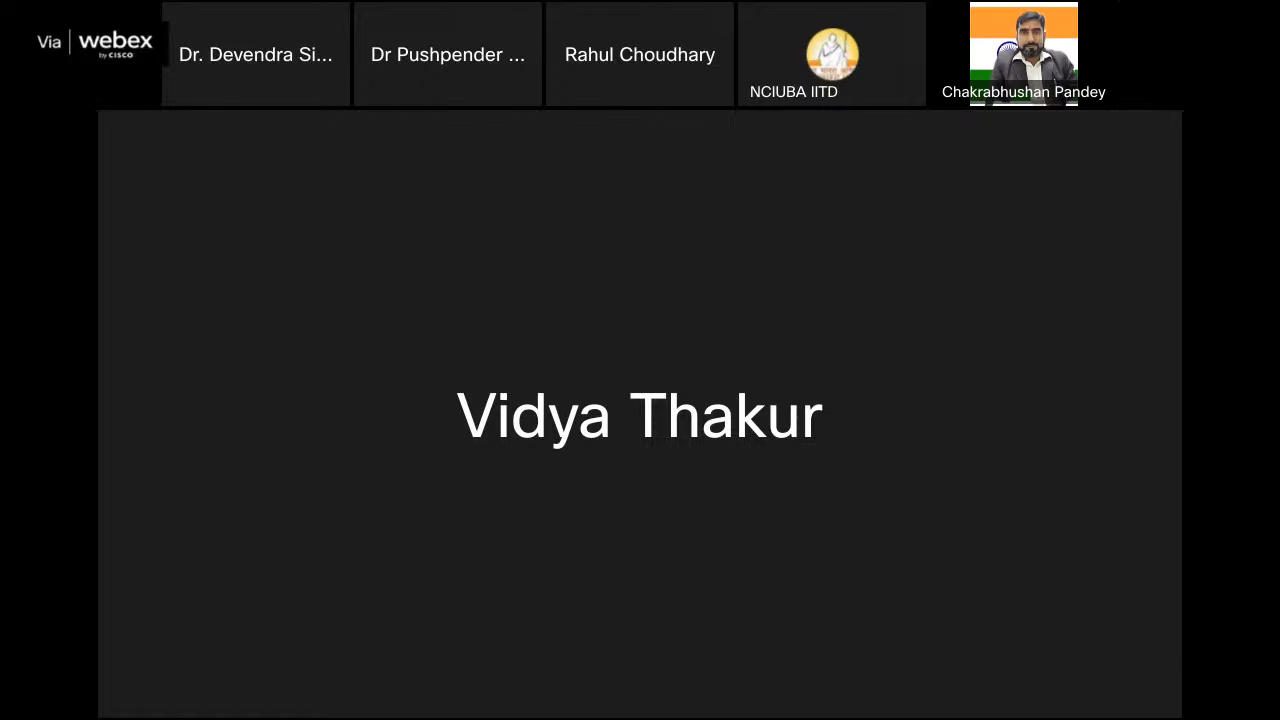 Via webex
by CISCO
Dr. Devendra Si...
Dr Pushpender ...
Rahul Choudhary
NCIUBA IITD
Chakrabhushan Pandey
Vidya Thakur